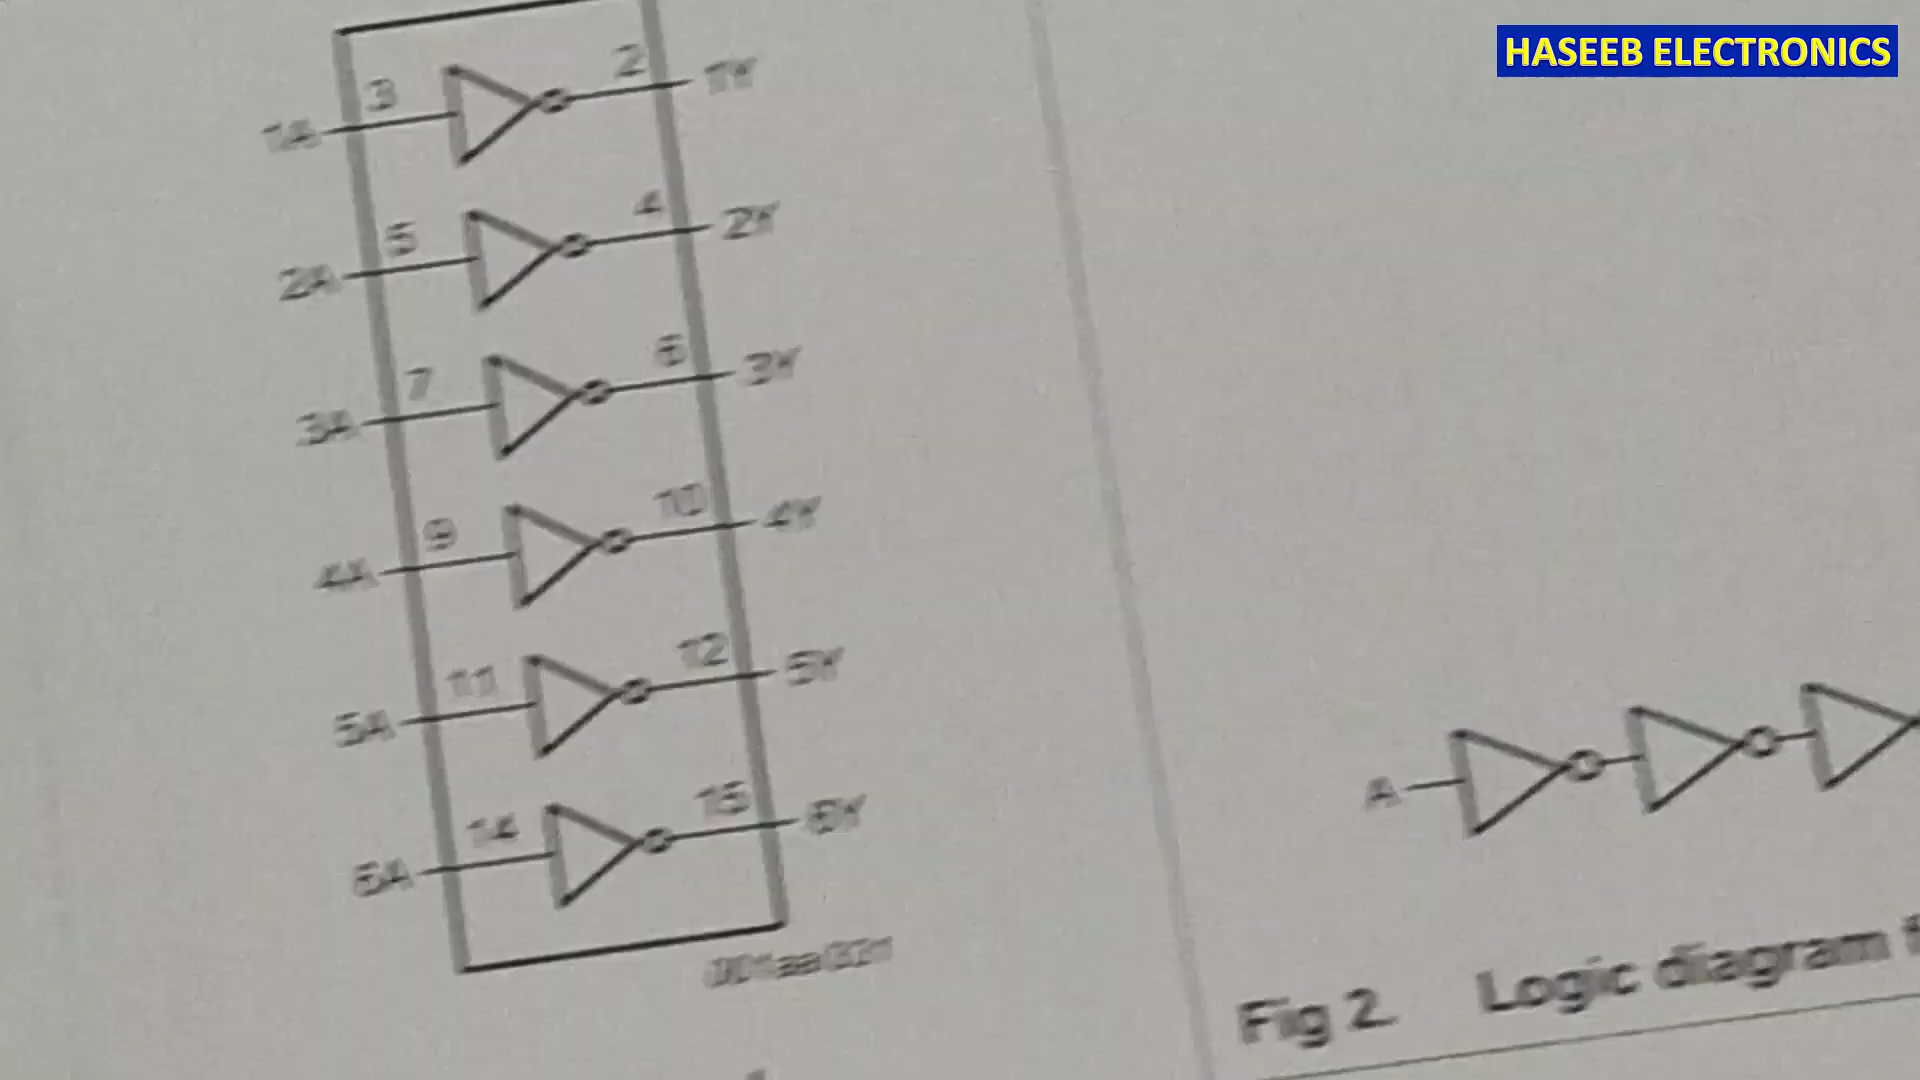 HASEEB ELECTRONICS
1A 3 2 1Y
2A 5 4 2Y
3A 7 6 3Y
4A 9 10 4Y
5A 11 12 5Y
6A 14 15 6Y
A
Fig 2. Logic diagram